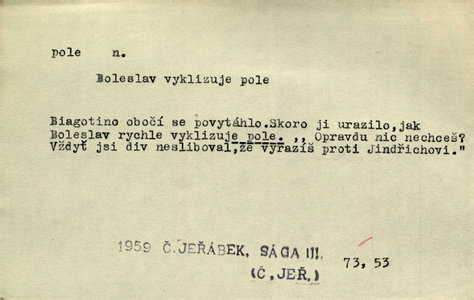 pole n.
Boleslav vyklizuje pole
Biagotino obočí se povytáhlo.Skoro ji urazilo,jak
Boleslav rychle vyklizuje pole. ,, Opravdu nic nechceš?
Vždyť jsi div nesliboval,že vyrazíš proti Jindřichovi."
1959 Č.JEŘÁBEK, SÁGA III.
(Č,JEŘ.)
73, 53